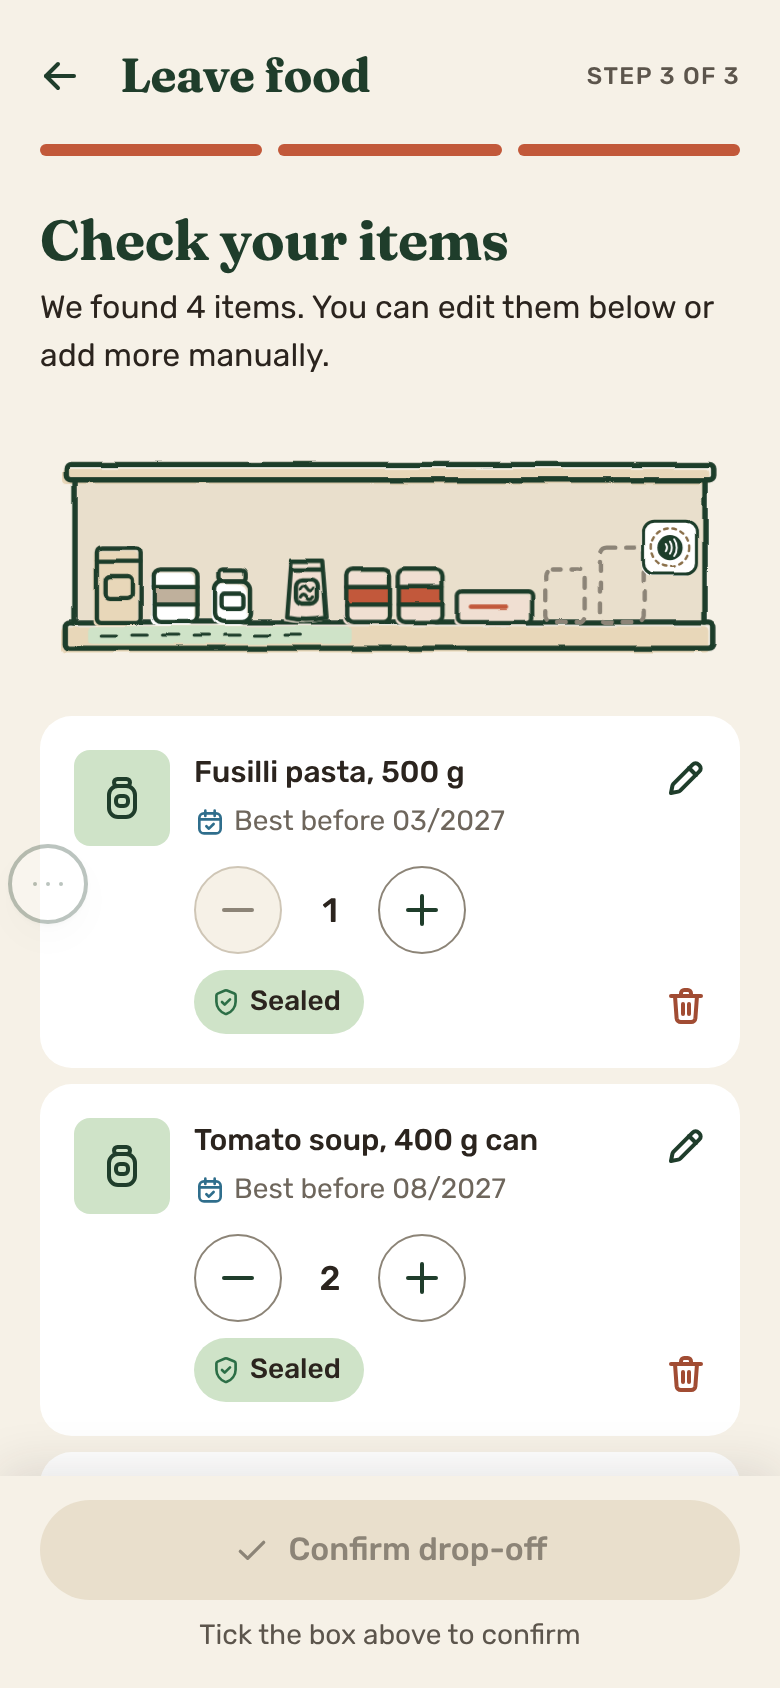 Leave food
STEP 3 OF 3
Check your items
We found 4 items. You can edit them below or
add more manually.
Fusilli pasta, 500 g
Best before 03/2027
1
Sealed
Tomato soup, 400 g can
Best before 08/2027
2
Sealed
Confirm drop-off
Tick the box above to confirm